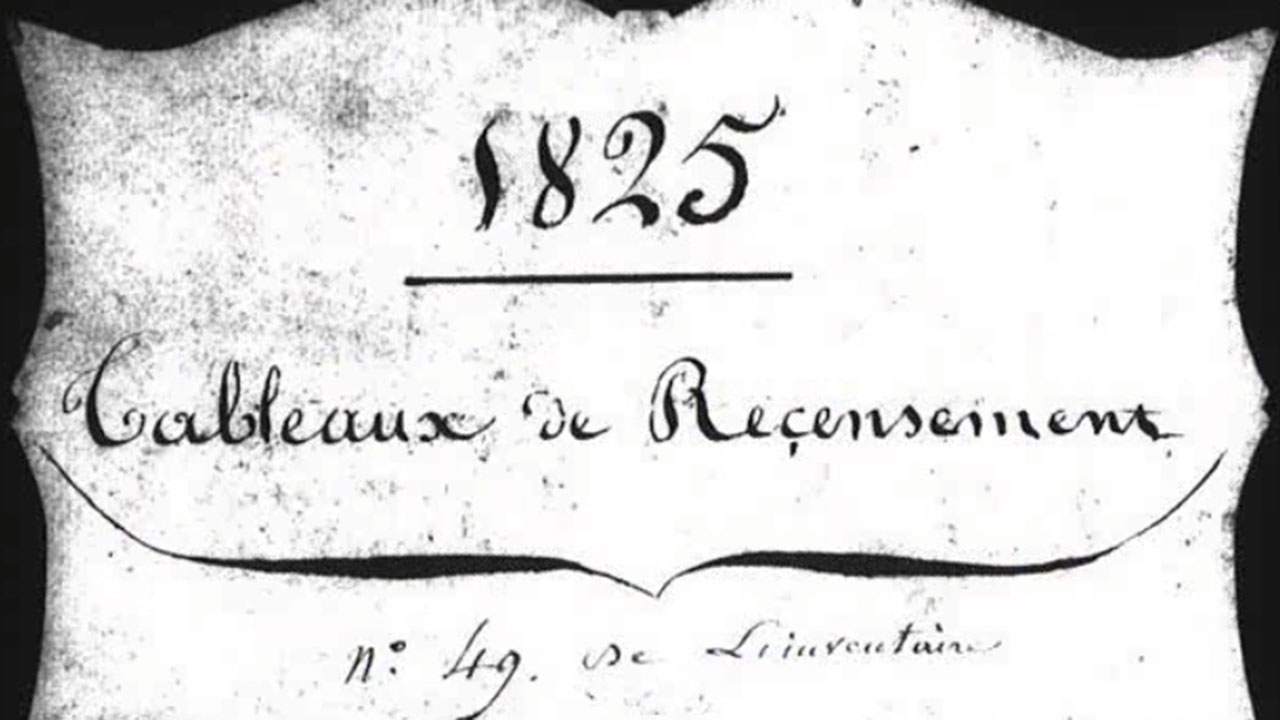 1825
Tableaux de Reçensement
n° 49. de L'inventaire